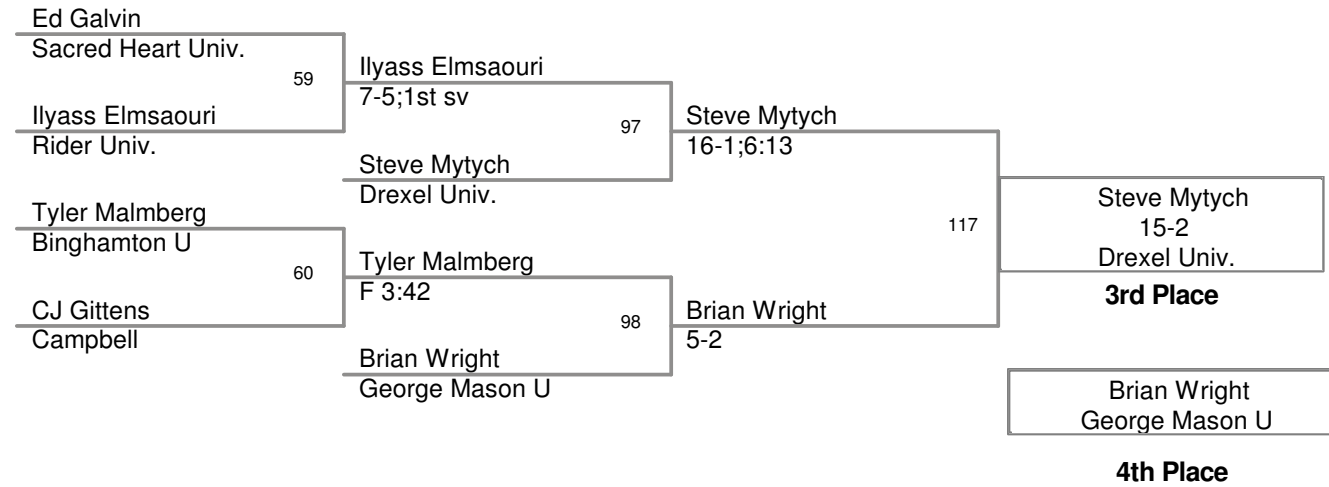 Ed Galvin
Sacred Heart Univ.
59
Ilyass Elmsaouri
Rider Univ.
Ilyass Elmsaouri
7-5;1st sv
97
Steve Mytych
Drexel Univ.
Steve Mytych
16-1;6:13
Tyler Malmberg
Binghamton U
60
CJ Gittens
Campbell
Tyler Malmberg
F 3:42
98
Brian Wright
George Mason U
Brian Wright
5-2
117
Steve Mytych
15-2
Drexel Univ.
3rd Place
Brian Wright
George Mason U
4th Place